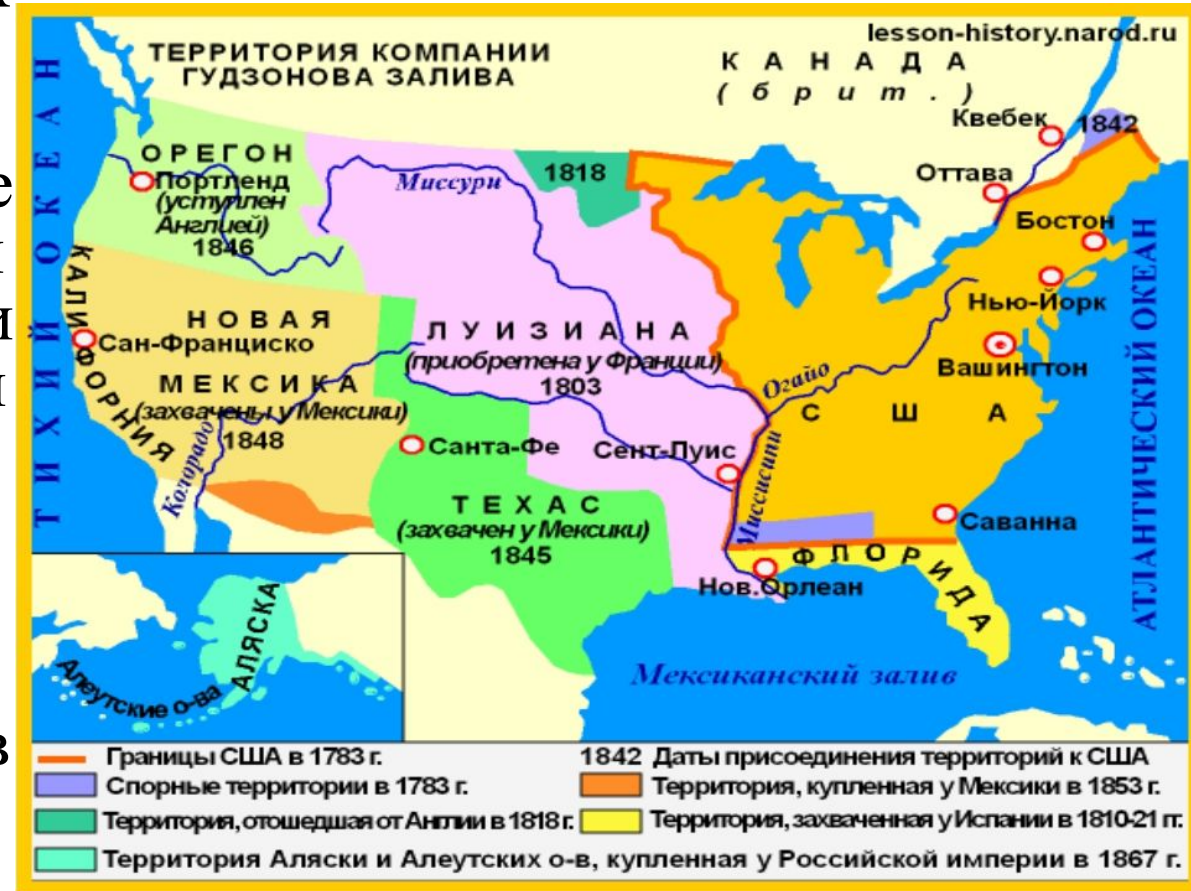 lesson-history.narod.ru
ТЕРРИТОРИЯ КОМПАНИИ
ГУДЗОНОВА ЗАЛИВА
КАНАДА
(брит.)
Квебек
1842
Оттава
Бостон
Нью-Йорк
Вашингтон
ОРЕГОН
Портленд
(уступлен
Англией)
1846
Миссури
1818
ТИХИЙ ОКЕАН
КАЛИФОРНИЯ
НОВАЯ
Сан-Франциско
МЕКСИКА
(захвачены у Мексики)
1848
Колорадо
ЛУИЗИАНА
(приобретена у Франции)
1803
Огайо
США
АТЛАНТИЧЕСКИЙ ОКЕАН
Санта-Фе
Сент-Луис
Миссисипи
ТЕХАС
(захвачен у Мексики)
1845
Саванна
ФЛОРИДА
Нов.Орлеан
Мексиканский залив
АЛЯСКА
Алеутские о-ва
Границы США в 1783 г.
1842 Даты присоединения территорий к США
Спорные территории в 1783 г.
Территория, купленная у Мексики в 1853 г.
Территория, отошедшая от Англии в 1818 г.
Территория, захваченная у Испании в 1810-21 гг.
Территория Аляски и Алеутских о-в, купленная у Российской империи в 1867 г.